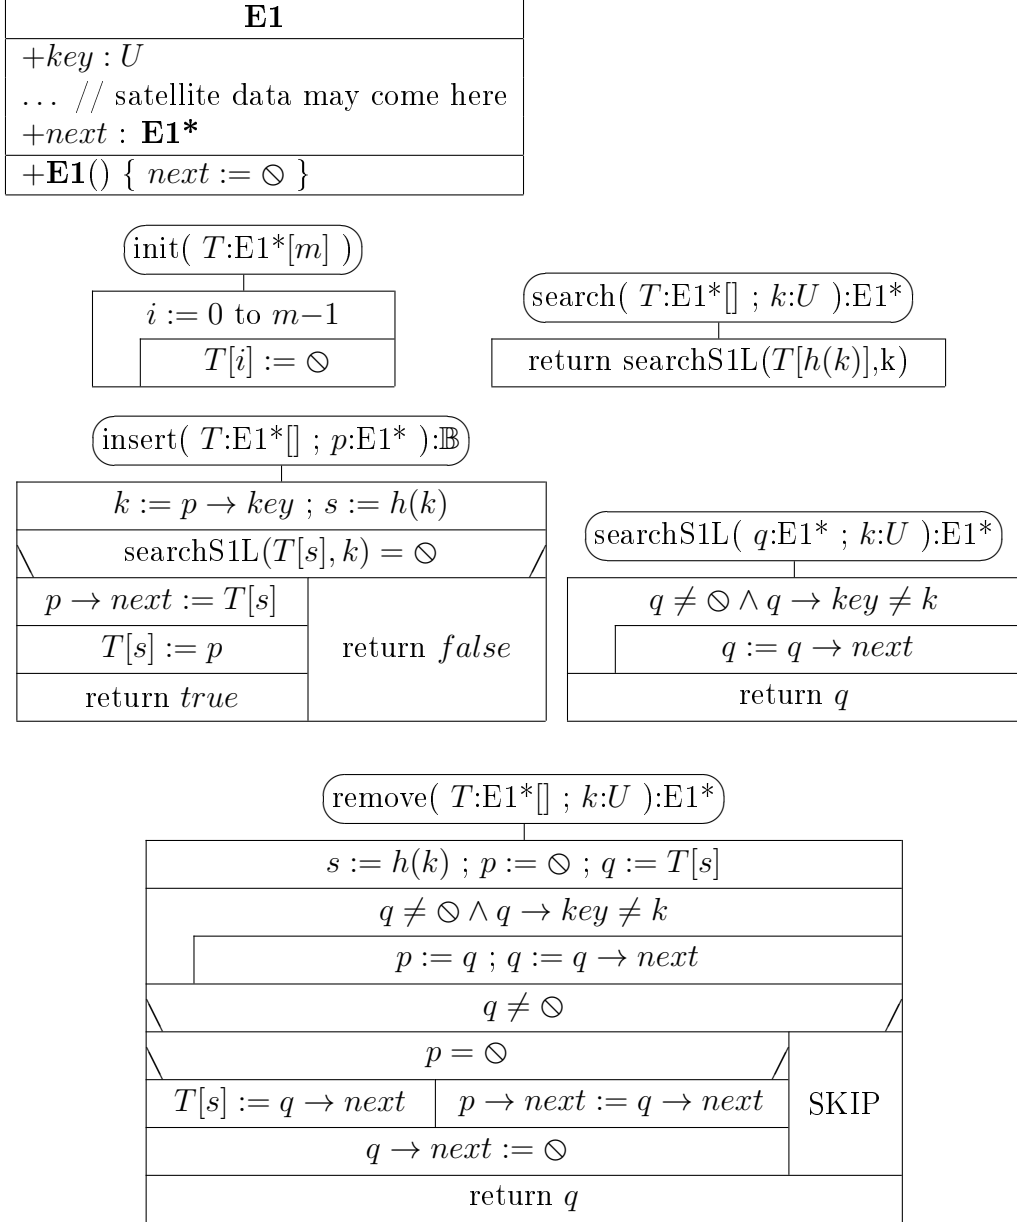 E1
+key : U
... // satellite data may come here
+next : E1*
+E1() { next := ⦸ }
init( T:E1*[m] )
i := 0 to m−1
T[i] := ⦸
search( T:E1*[] ; k:U ):E1*
return searchS1L(T[h(k)],k)
insert( T:E1*[] ; p:E1* ):𝔹
k := p → key ; s := h(k)
searchS1L(T[s], k) = ⦸
p → next := T[s]
T[s] := p
return true
return false
searchS1L( q:E1* ; k:U ):E1*
q ≠ ⦸ ∧ q → key ≠ k
q := q → next
return q
remove( T:E1*[] ; k:U ):E1*
s := h(k) ; p := ⦸ ; q := T[s]
q ≠ ⦸ ∧ q → key ≠ k
p := q ; q := q → next
q ≠ ⦸
p = ⦸
T[s] := q → next
p → next := q → next
q → next := ⦸
SKIP
return q